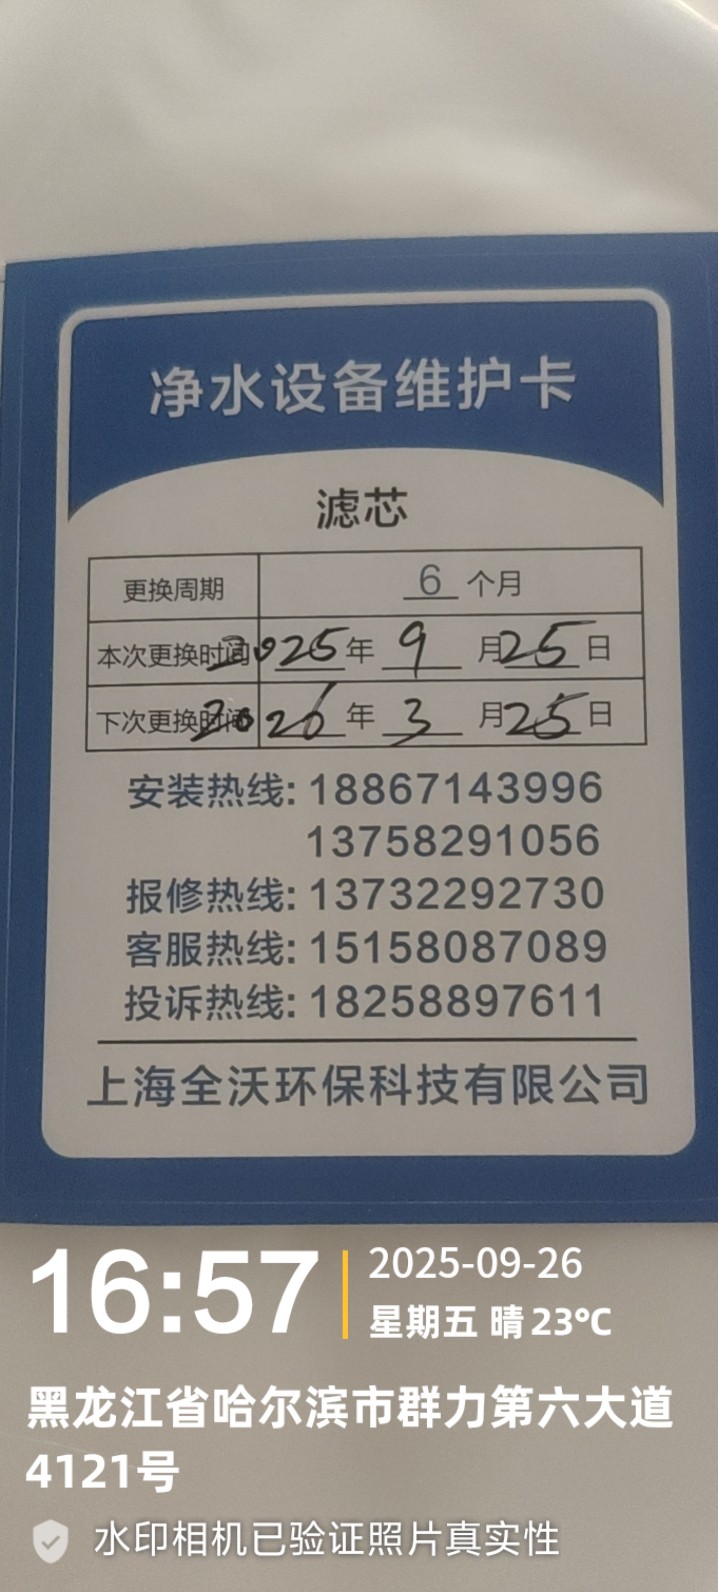 净水设备维护卡
滤芯
更换周期 6 个月
本次更换时间 2025 年 9 月 25 日
下次更换时间 2026 年 3 月 25 日
安装热线: 18867143996
13758291056
报修热线: 13732292730
客服热线: 15158087089
投诉热线: 18258897611
上海全沃环保科技有限公司
16:57 2025-09-26
星期五 晴 23℃
黑龙江省哈尔滨市群力第六大道
4121号
水印相机已验证照片真实性